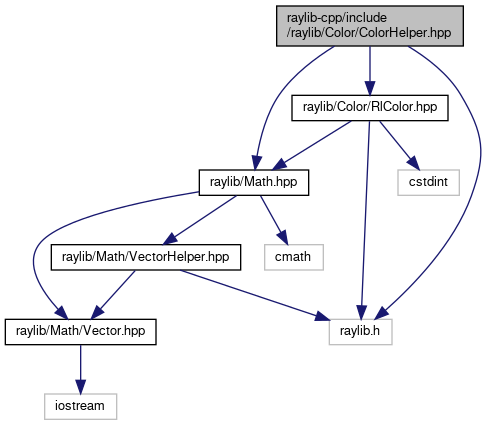 raylib-cpp/include
/raylib/Color/ColorHelper.hpp
raylib/Color/RlColor.hpp
raylib/Math.hpp
cstdint
raylib/Math/VectorHelper.hpp
cmath
raylib/Math/Vector.hpp
raylib.h
iostream